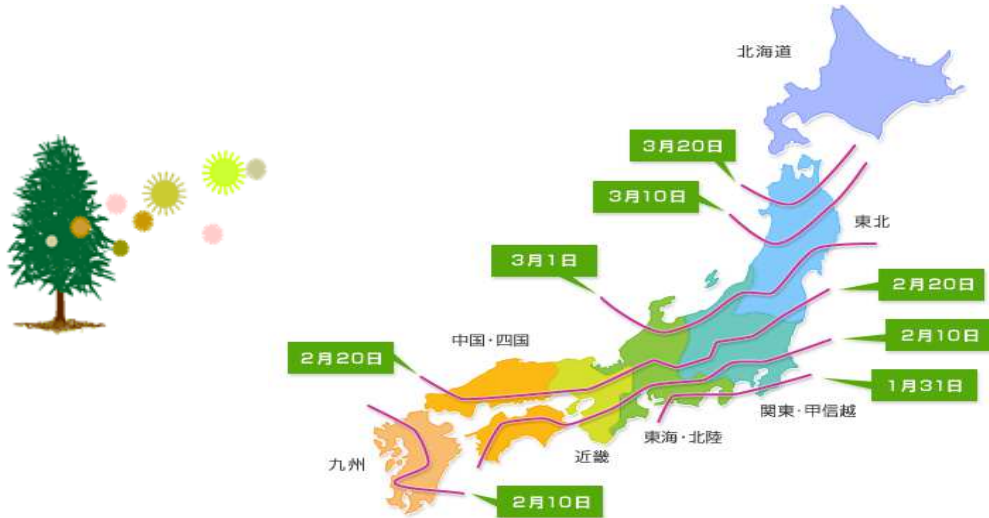 北海道
3月20日
3月10日
東北
3月1日
2月20日
中国・四国
2月10日
2月20日
1月31日
関東・甲信越
東海・北陸
近畿
九州
2月10日